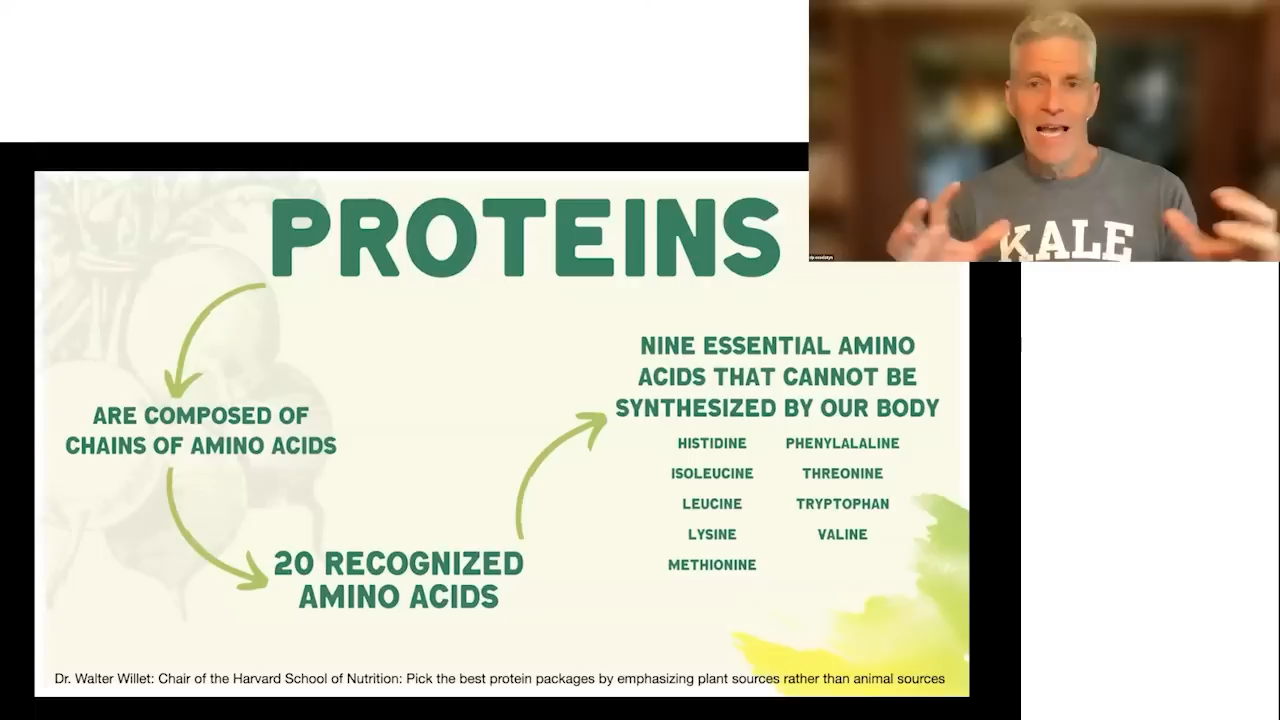 PROTEINS
KALE
ARE COMPOSED OF
CHAINS OF AMINO ACIDS
20 RECOGNIZED
AMINO ACIDS
NINE ESSENTIAL AMINO
ACIDS THAT CANNOT BE
SYNTHESIZED BY OUR BODY
HISTIDINE
ISOLEUCINE
LEUCINE
LYSINE
METHIONINE
PHENYLALALINE
THREONINE
TRYPTOPHAN
VALINE
Dr. Walter Willet: Chair of the Harvard School of Nutrition: Pick the best protein packages by emphasizing plant sources rather than animal sources